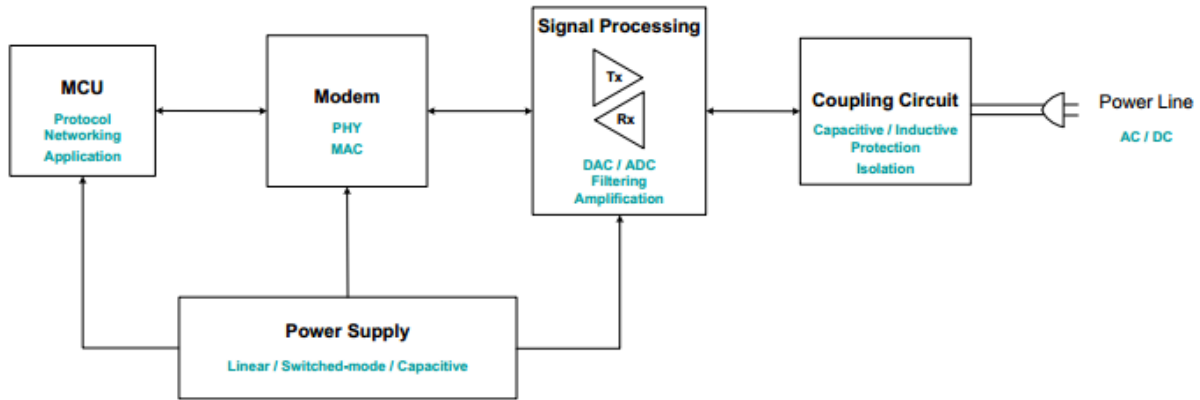 MCU
Protocol
Networking
Application
Modem
PHY
MAC
Signal Processing
Tx
Rx
DAC / ADC
Filtering
Amplification
Coupling Circuit
Capacitive / Inductive
Protection
Isolation
Power Line
AC / DC
Power Supply
Linear / Switched-mode / Capacitive